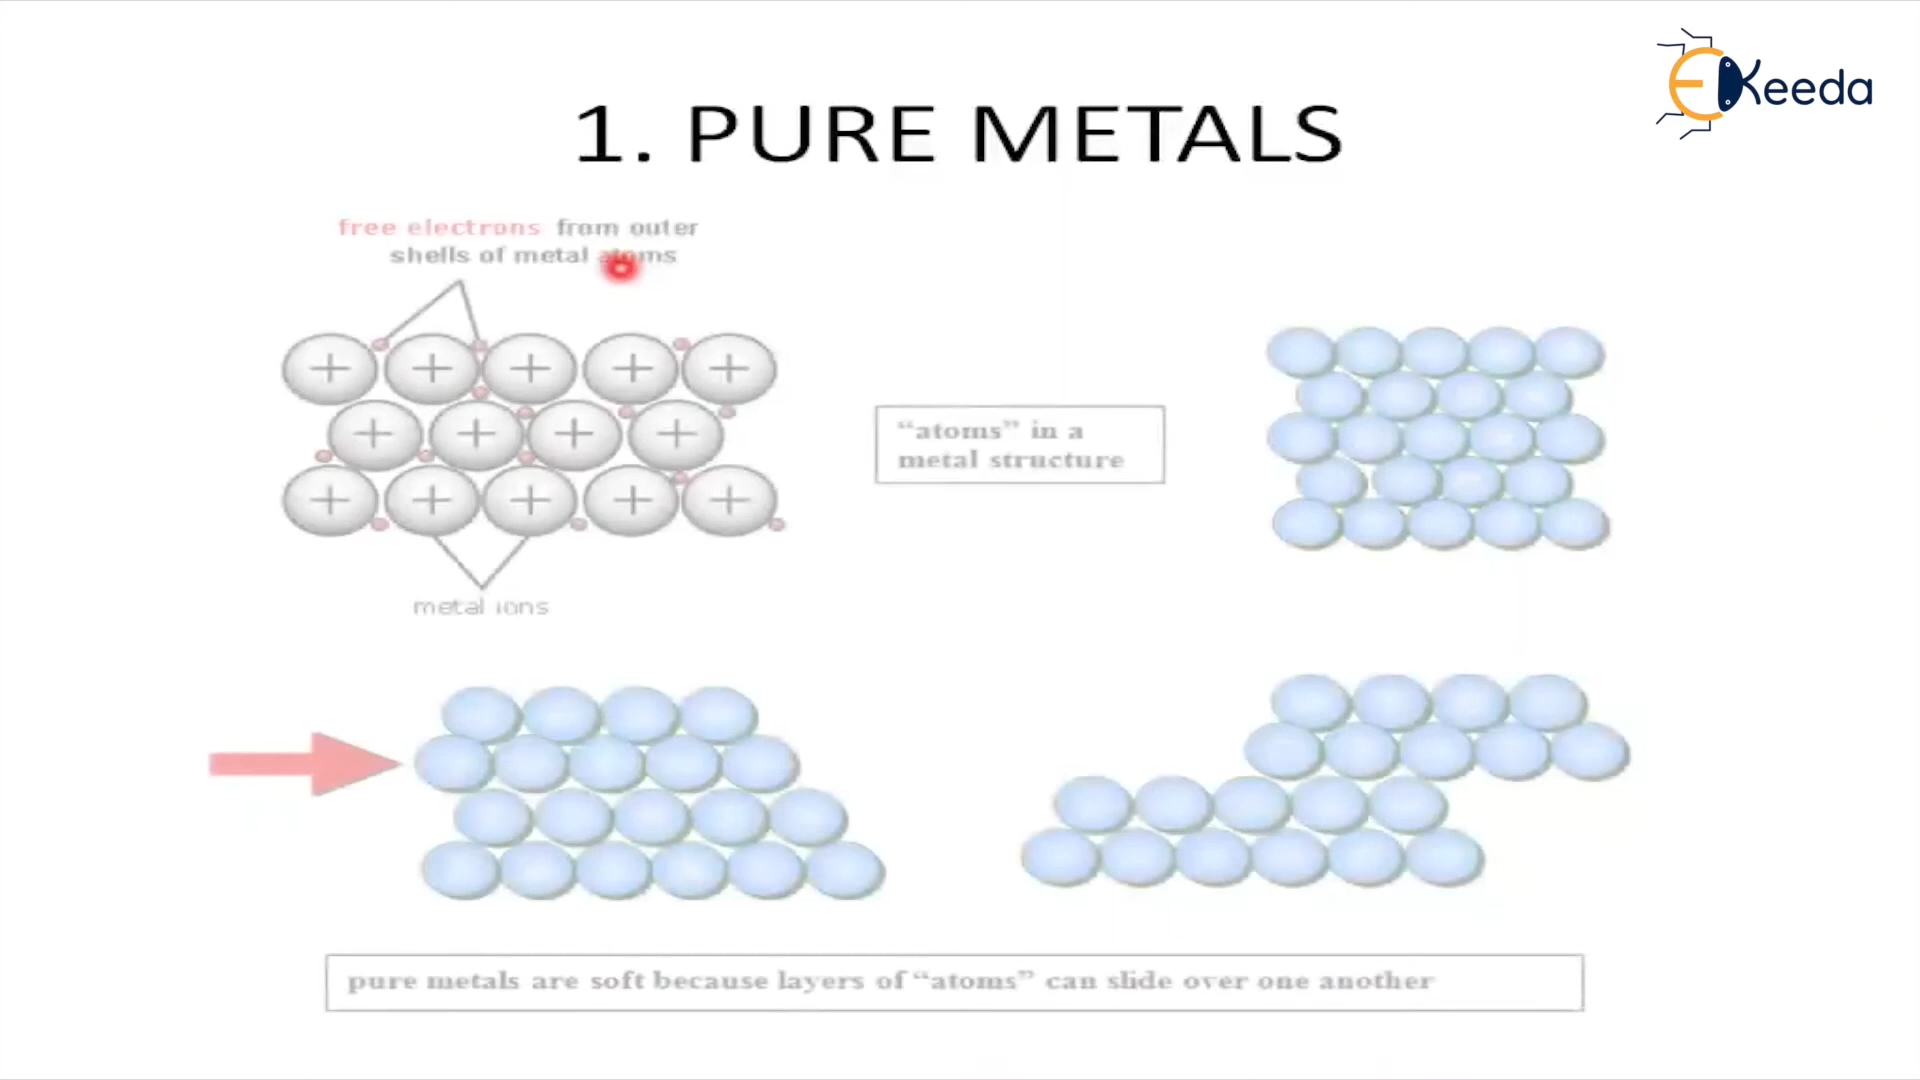 EKeeda
1. PURE METALS
free electrons from outer
shells of metal atoms
+ + + + +
+ + + +
+ + + + +
metal ions
“atoms” in a
metal structure
pure metals are soft because layers of “atoms” can slide over one another